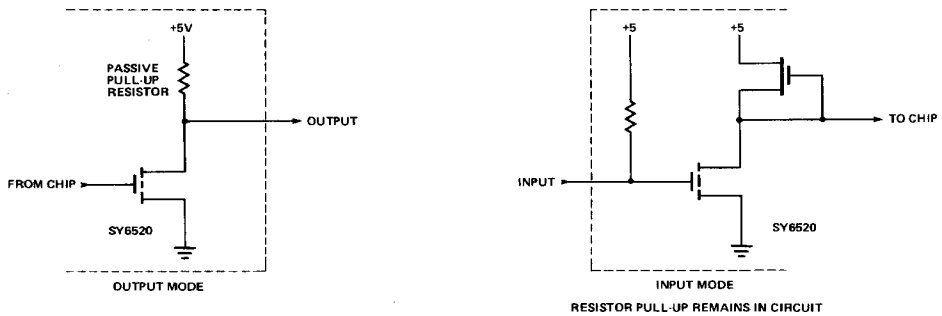 +5V
PASSIVE
PULL-UP
RESISTOR
OUTPUT
FROM CHIP
SY6520
OUTPUT MODE
+5
+5
TO CHIP
INPUT
SY6520
INPUT MODE
RESISTOR PULL-UP REMAINS IN CIRCUIT